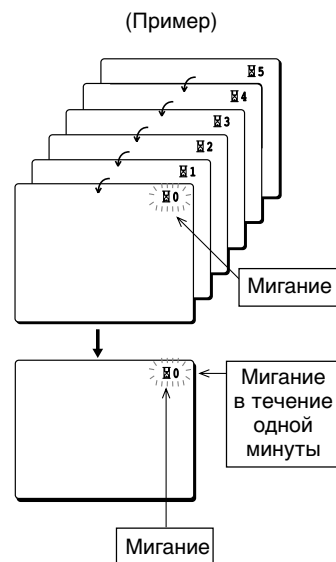 (Пример)
⌛5
⌛4
⌛3
⌛2
⌛1
⌛0
Мигание
⌛0
Мигание
в течение
одной
минуты
Мигание